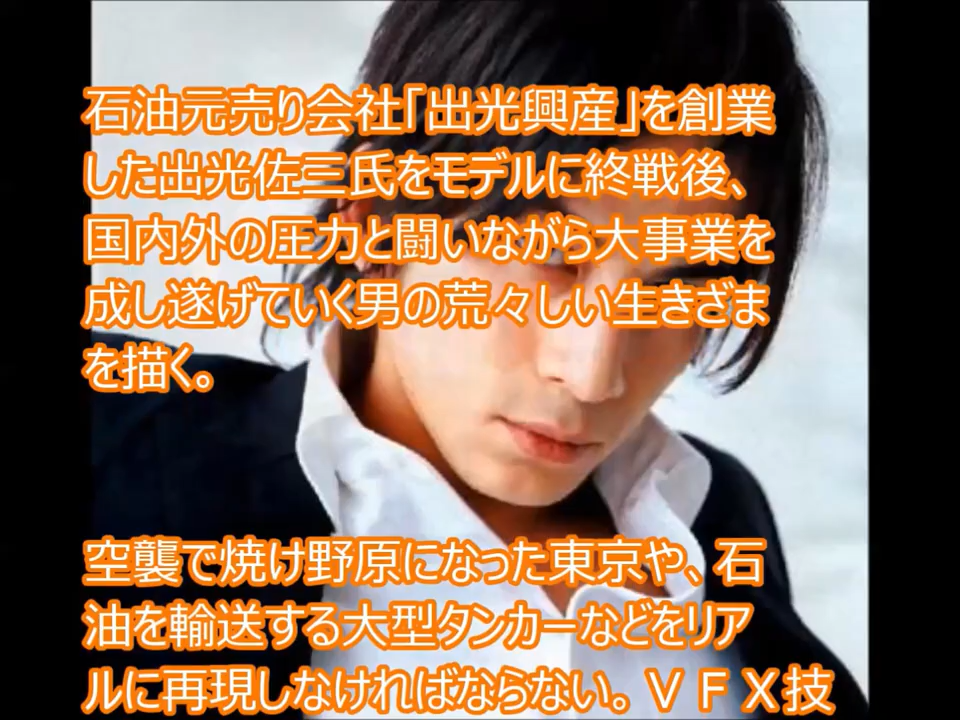 石油元売り会社「出光興産」を創業
した出光佐三氏をモデルに終戦後、
国内外の圧力と闘いながら大事業を
成し遂げていく男の荒々しい生きざま
を描く。
空襲で焼け野原になった東京や、石
油を輸送する大型タンカーなどをリア
ルに再現しなければならない。ＶＦＸ技